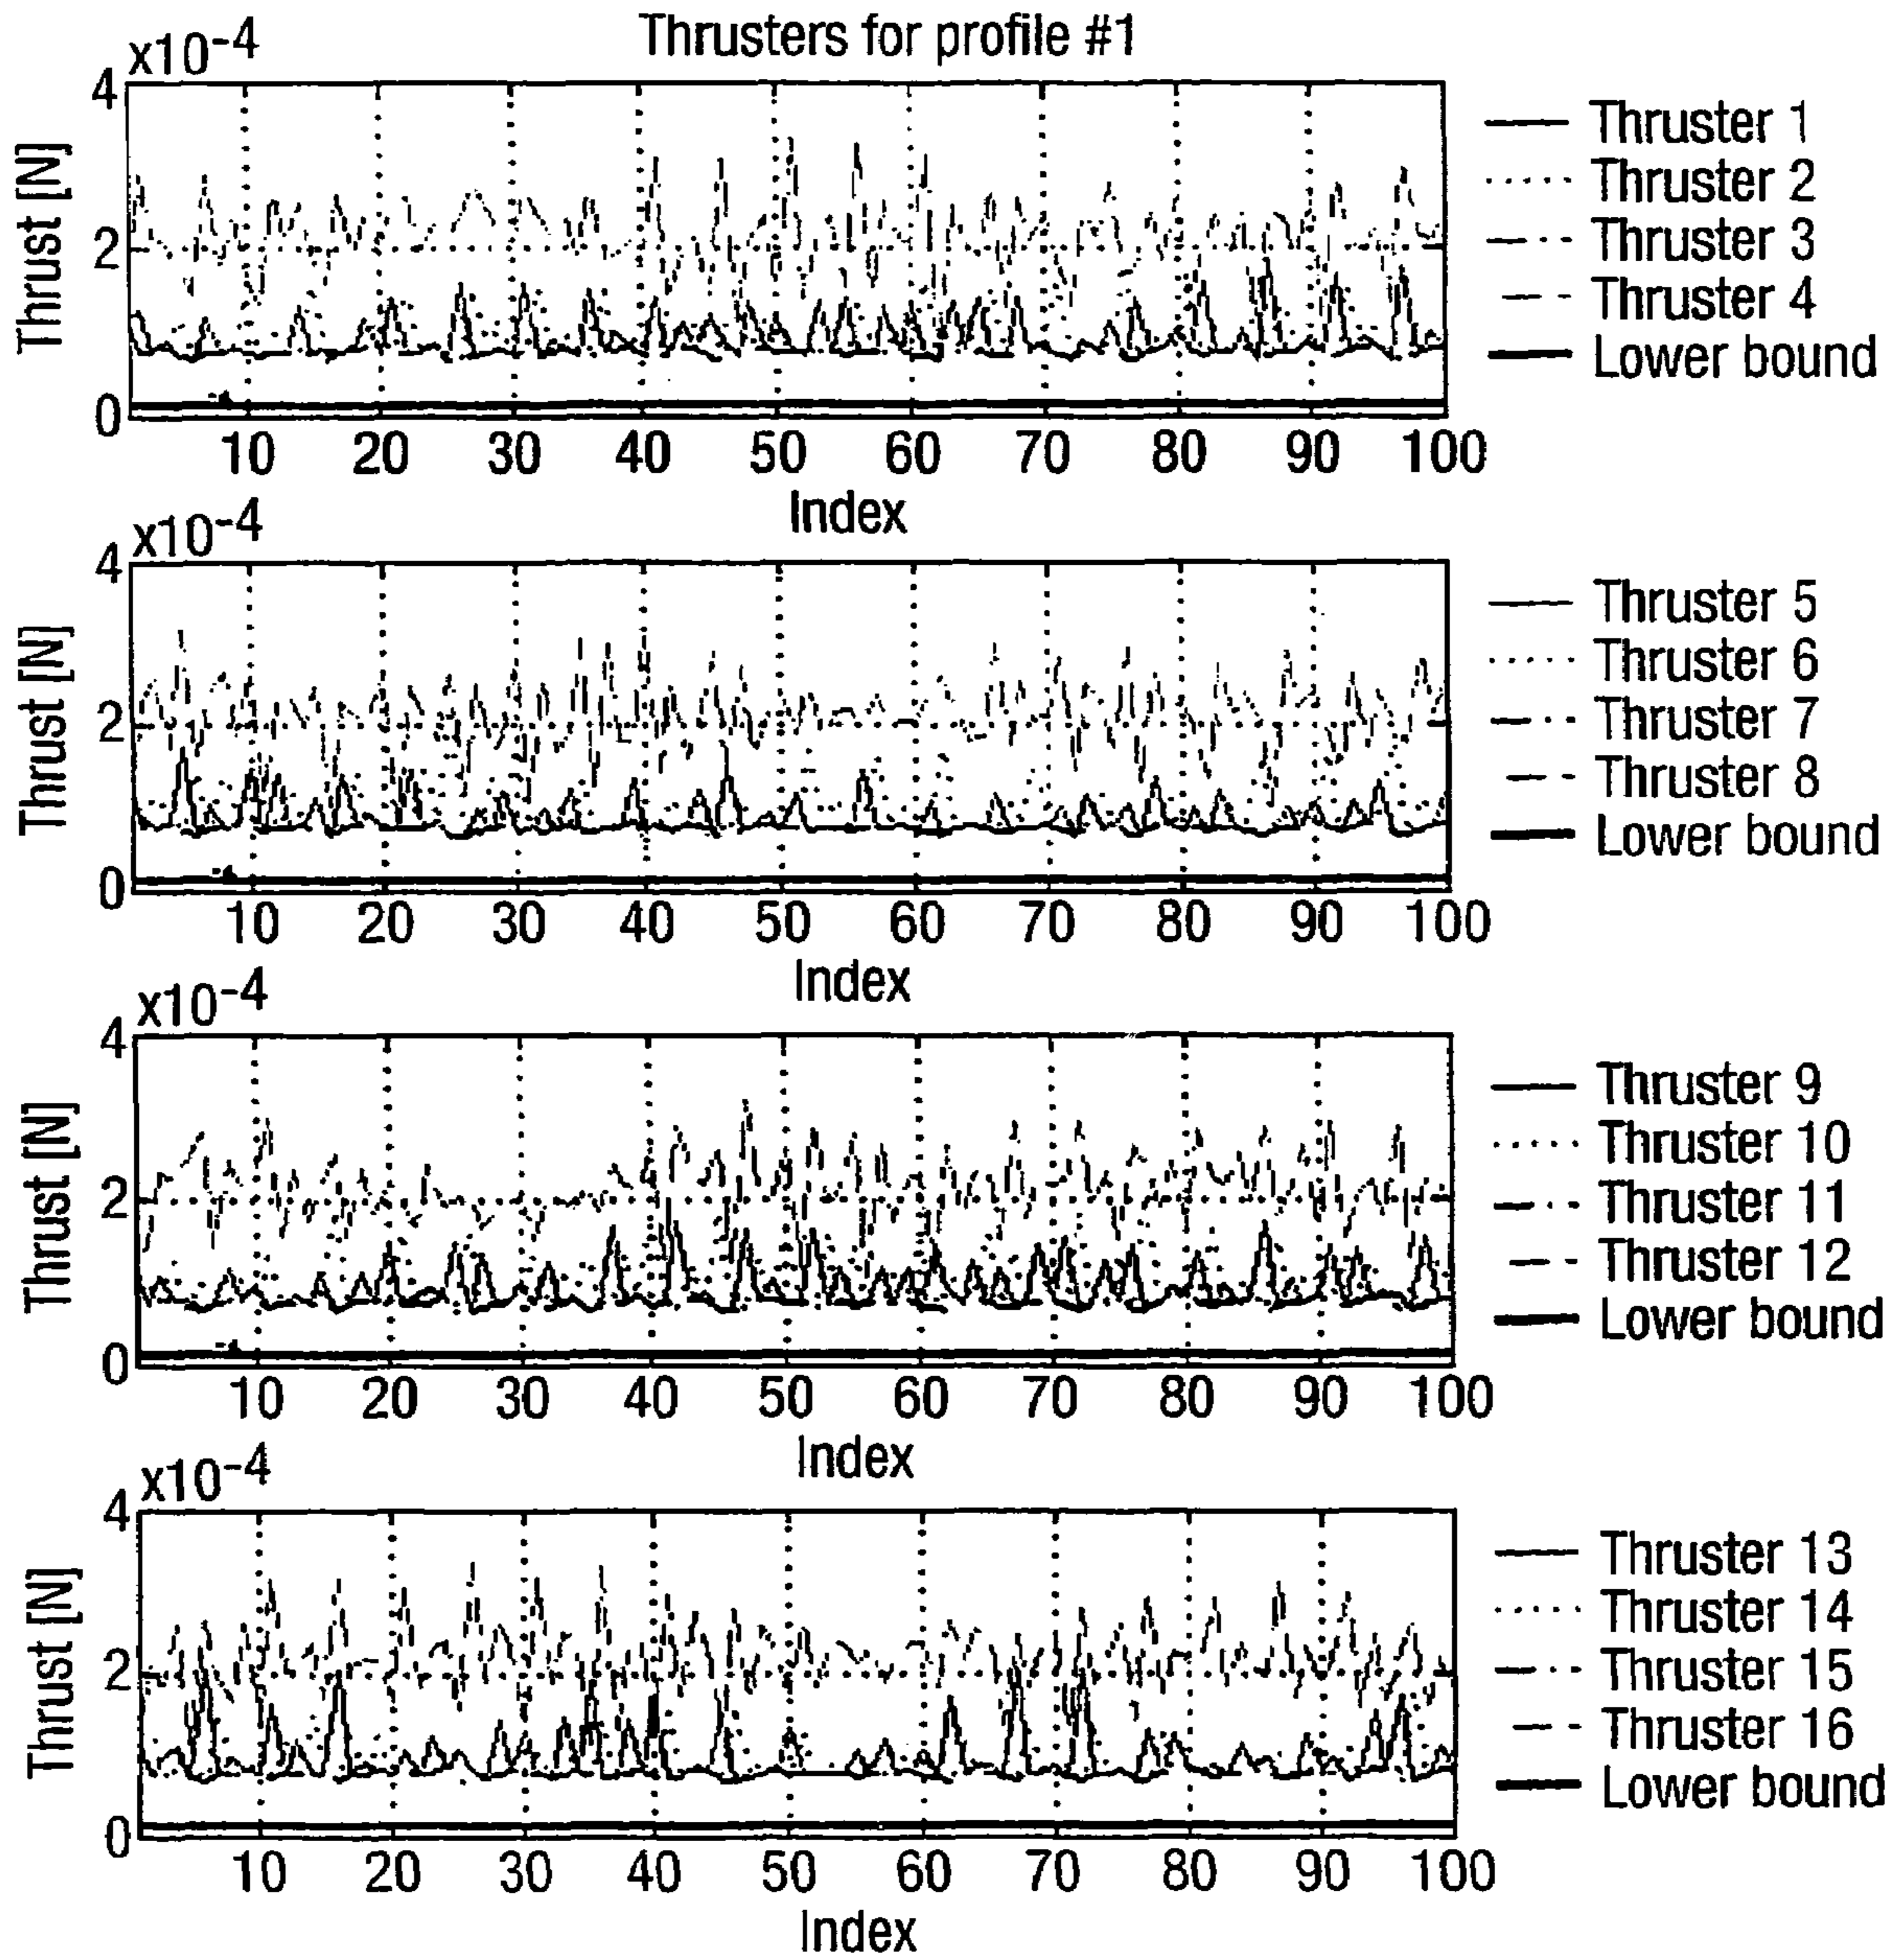 Thrusters for profile #1
x10-4
4
2
0
Thrust [N]
10 20 30 40 50 60 70 80 90 100
Index
Thruster 1
Thruster 2
Thruster 3
Thruster 4
Lower bound
x10-4
4
2
0
Thrust [N]
10 20 30 40 50 60 70 80 90 100
Index
Thruster 5
Thruster 6
Thruster 7
Thruster 8
Lower bound
x10-4
4
2
0
Thrust [N]
10 20 30 40 50 60 70 80 90 100
Index
Thruster 9
Thruster 10
Thruster 11
Thruster 12
Lower bound
x10-4
4
2
0
Thrust [N]
10 20 30 40 50 60 70 80 90 100
Index
Thruster 13
Thruster 14
Thruster 15
Thruster 16
Lower bound